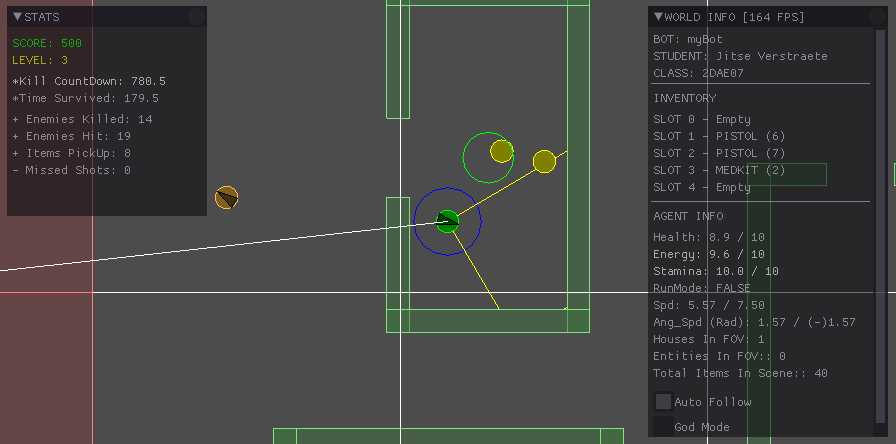 STATS
SCORE: 500
LEVEL: 3
*Kill CountDown: 780.5
*Time Survived: 179.5
+ Enemies Killed: 14
+ Enemies Hit: 19
+ Items PickUp: 8
- Missed Shots: 0
WORLD INFO [164 FPS]
BOT: myBot
STUDENT: Jitse Verstraete
CLASS: 2DAE07
INVENTORY
SLOT 0 - Empty
SLOT 1 - PISTOL (6)
SLOT 2 - PISTOL (7)
SLOT 3 - MEDKIT (2)
SLOT 4 - Empty
AGENT INFO
Health: 8.9 / 10
Energy: 9.6 / 10
Stamina: 10.0 / 10
RunMode: FALSE
Spd: 5.57 / 7.50
Ang_Spd (Rad): 1.57 / (-)1.57
Houses In FOV: 1
Entities In FOV:: 0
Total Items In Scene:: 40
Auto Follow
God Mode